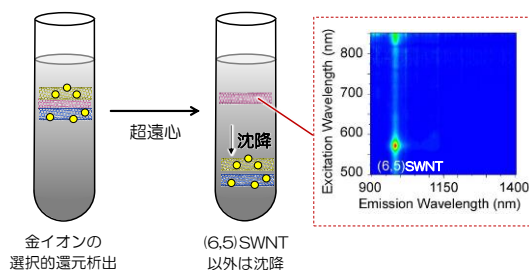 超遠心
沈降
金イオンの
選択的還元析出
(6,5)SWNT
以外は沈降
Excitation Wavelength (nm)
800
700
600
500
(6,5)SWNT
900
1150
1400
Emission Wavelength (nm)